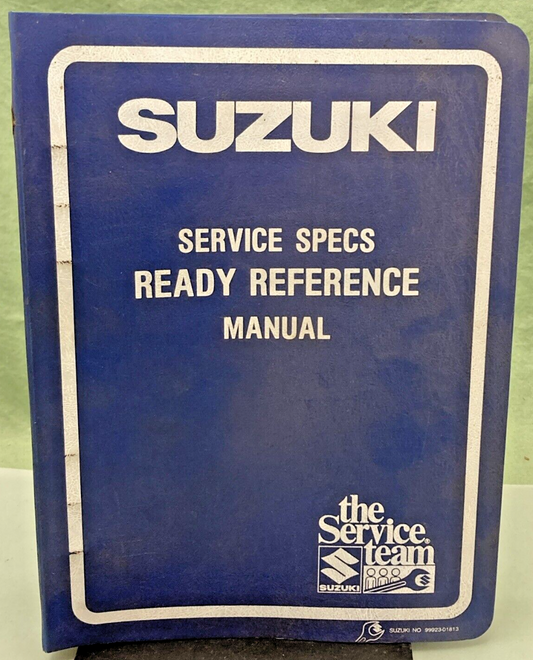 SUZUKI
SERVICE SPECS
READY REFERENCE
MANUAL
the
Service
team®
SUZUKI
SUZUKI NO 99923-01813